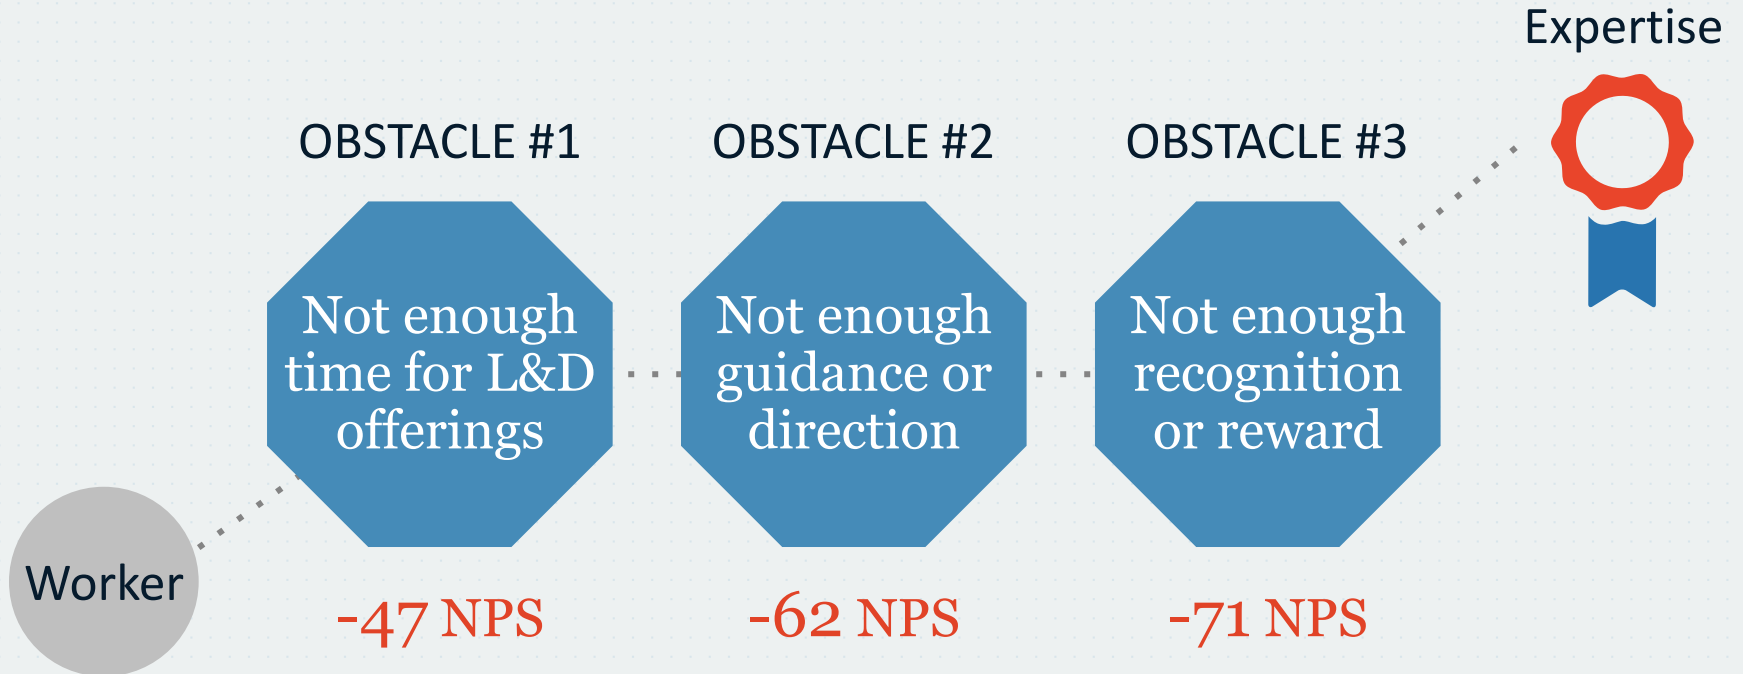 Expertise
OBSTACLE #1
OBSTACLE #2
OBSTACLE #3
Not enough
time for L&D
offerings
Not enough
guidance or
direction
Not enough
recognition
or reward
Worker
-47 NPS
-62 NPS
-71 NPS